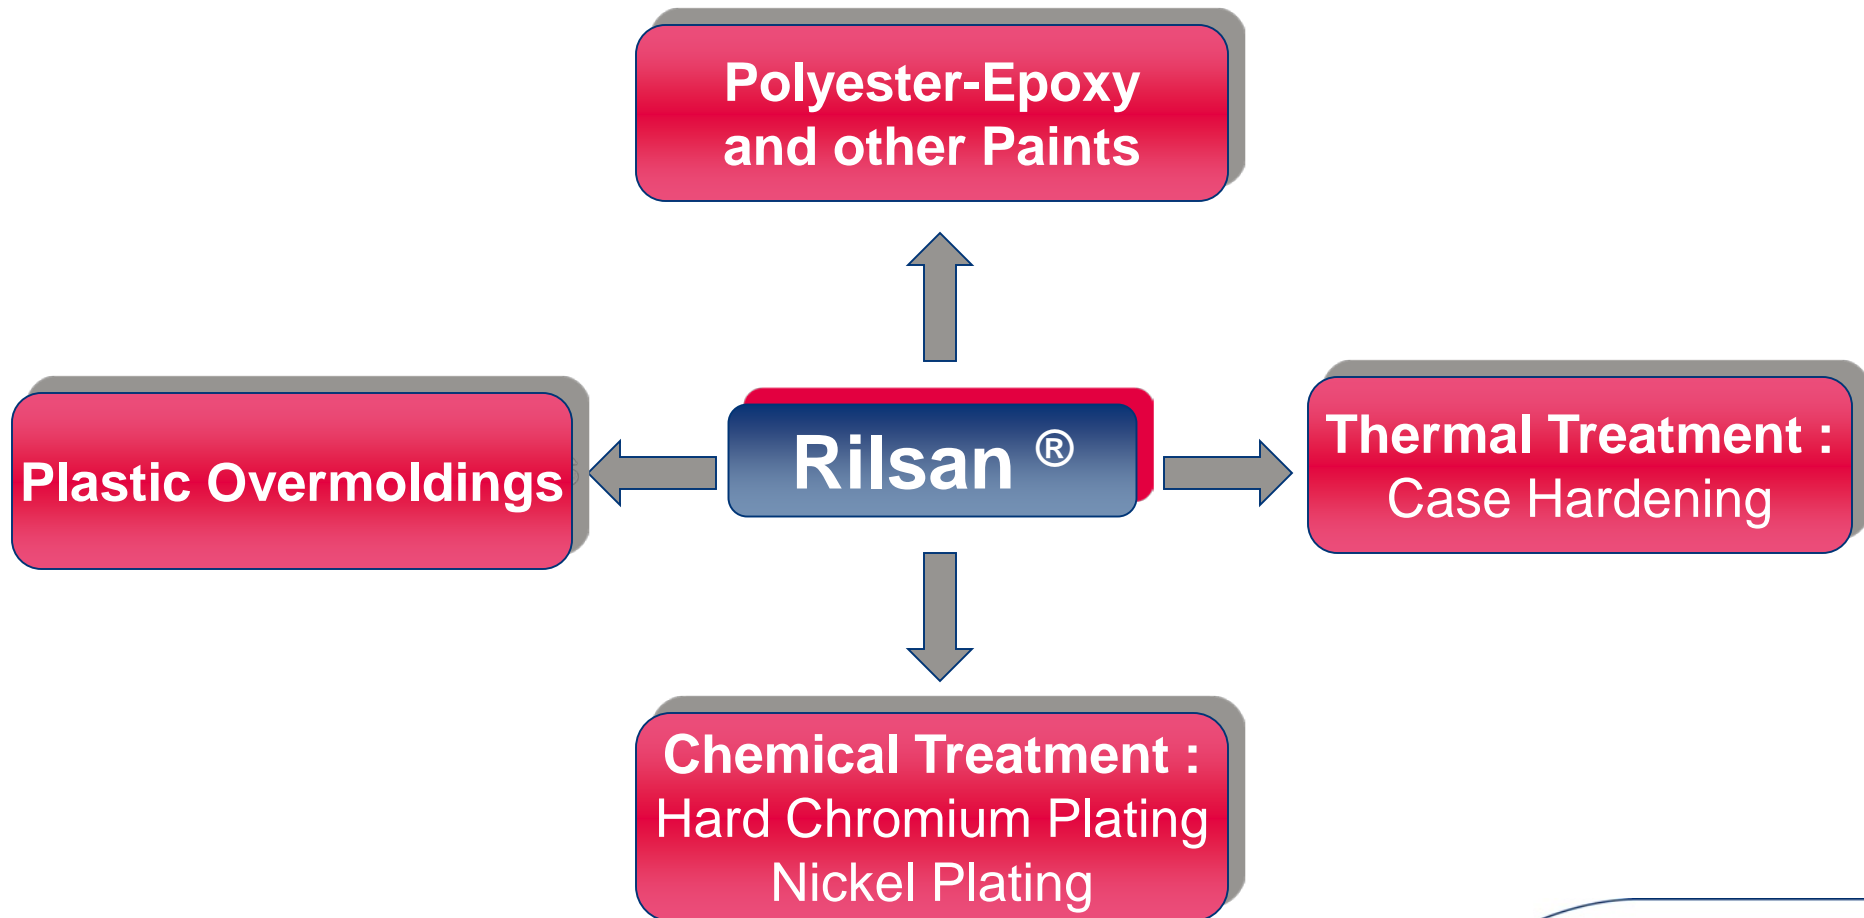 Polyester-Epoxy
and other Paints
Plastic Overmoldings
Rilsan ®
Thermal Treatment :
Case Hardening
Chemical Treatment :
Hard Chromium Plating
Nickel Plating